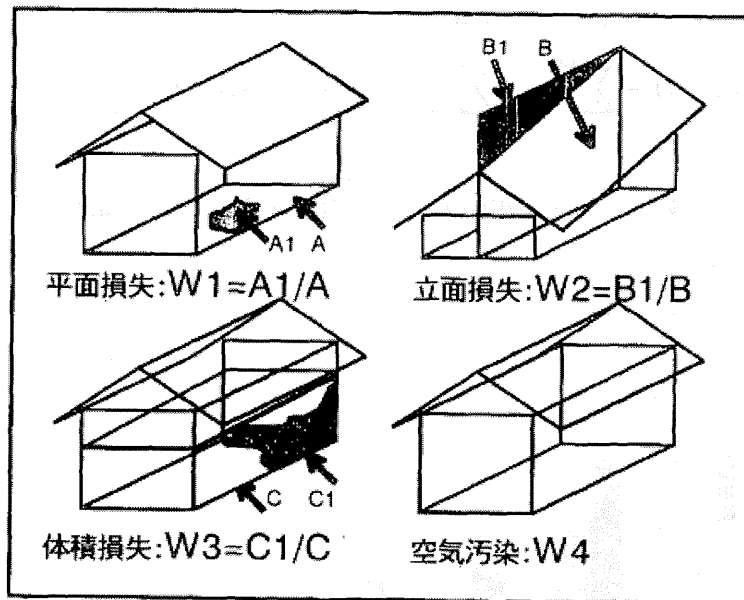 B1 B
A1 A
平面損失:W1=A1/A
立面損失:W2=B1/B
C C1
体積損失:W3=C1/C
空気汚染:W4